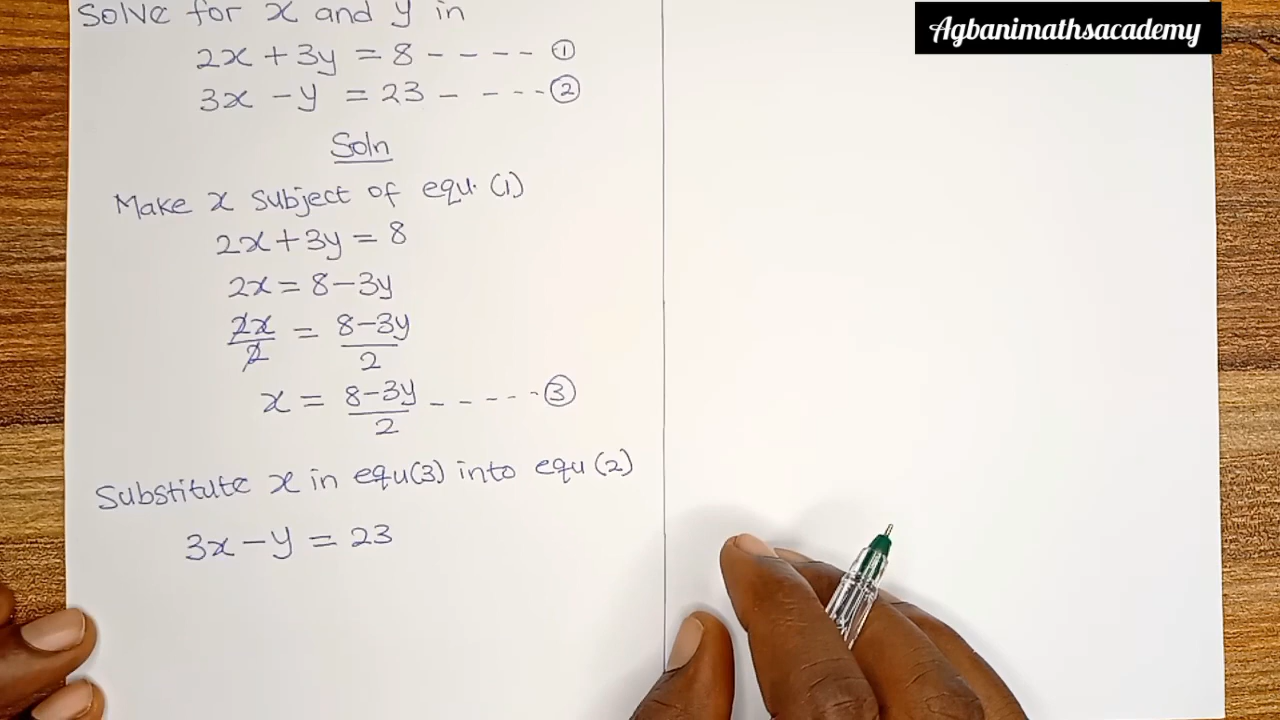 Solve for x and y in
2x + 3y = 8 - - - - ①
3x - y = 23 - - - - ②
Soln
Make x subject of equ. (1)
2x + 3y = 8
2x = 8 - 3y
2x/2 = 8 - 3y/2
x = 8 - 3y/2 - - - - - ③
Substitute x in equ(3) into equ (2)
3x - y = 23
Agbanimathsacademy